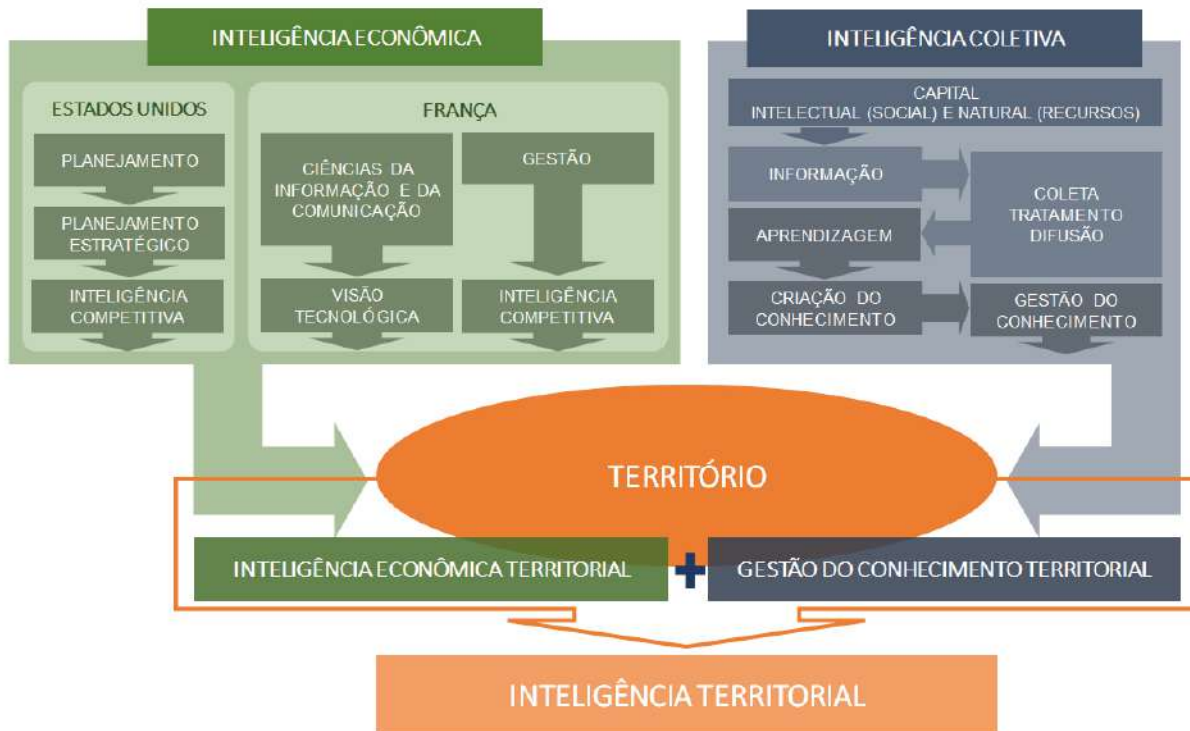 INTELIGÊNCIA ECONÔMICA
ESTADOS UNIDOS
PLANEJAMENTO
PLANEJAMENTO
ESTRATÉGICO
INTELIGÊNCIA
COMPETITIVA
FRANÇA
CIÊNCIAS DA
INFORMAÇÃO E DA
COMUNICAÇÃO
VISÃO
TECNOLÓGICA
GESTÃO
INTELIGÊNCIA
COMPETITIVA
INTELIGÊNCIA COLETIVA
CAPITAL
INTELECTUAL (SOCIAL) E NATURAL (RECURSOS)
INFORMAÇÃO
COLETA
TRATAMENTO
DIFUSÃO
APRENDIZAGEM
CRIAÇÃO DO
CONHECIMENTO
GESTÃO DO
CONHECIMENTO
TERRITÓRIO
INTELIGÊNCIA ECONÔMICA TERRITORIAL
+
GESTÃO DO CONHECIMENTO TERRITORIAL
INTELIGÊNCIA TERRITORIAL